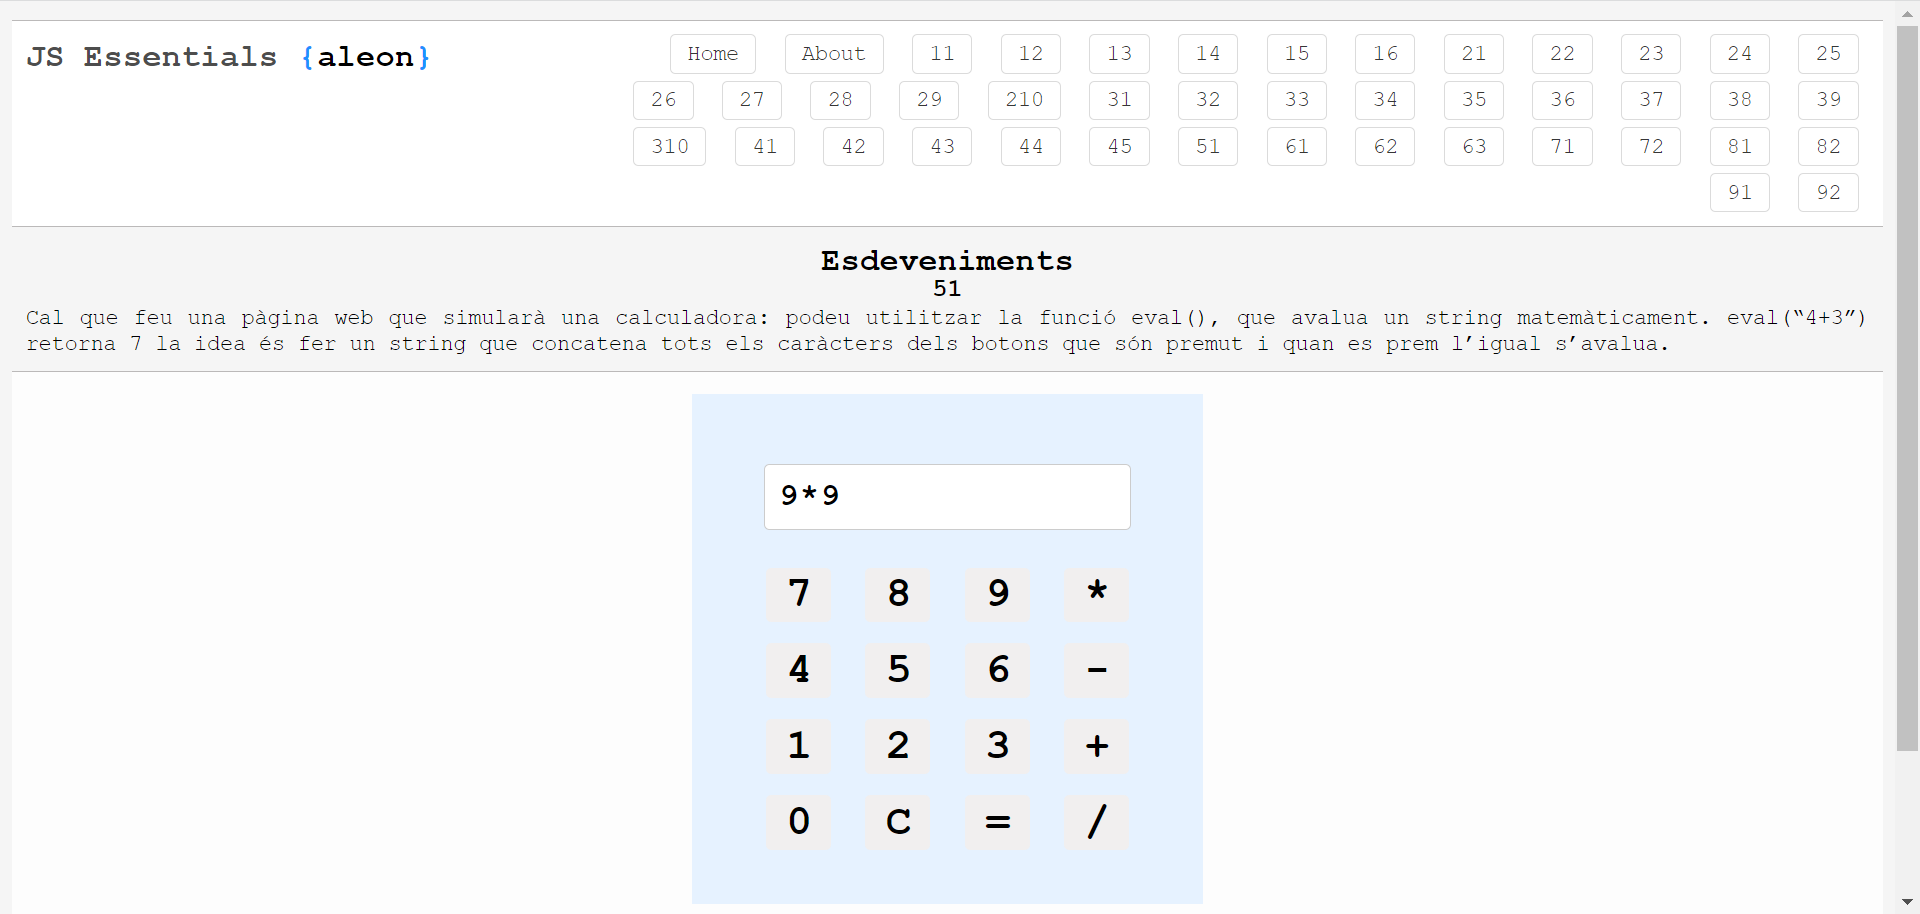 JS Essentials {aleon}
Home About 11 12 13 14 15 16 21 22 23 24 25
26 27 28 29 210 31 32 33 34 35 36 37 38 39
310 41 42 43 44 45 51 61 62 63 71 72 81 82
91 92
Esdeveniments
51
Cal que feu una pàgina web que simularà una calculadora: podeu utilitzar la funció eval(), que avalua un string matemàticament. eval(“4+3”)
retorna 7 la idea és fer un string que concatena tots els caràcters dels botons que són premut i quan es prem l’igual s’avalua.
9*9
7 8 9 *
4 5 6 -
1 2 3 +
0 C = /